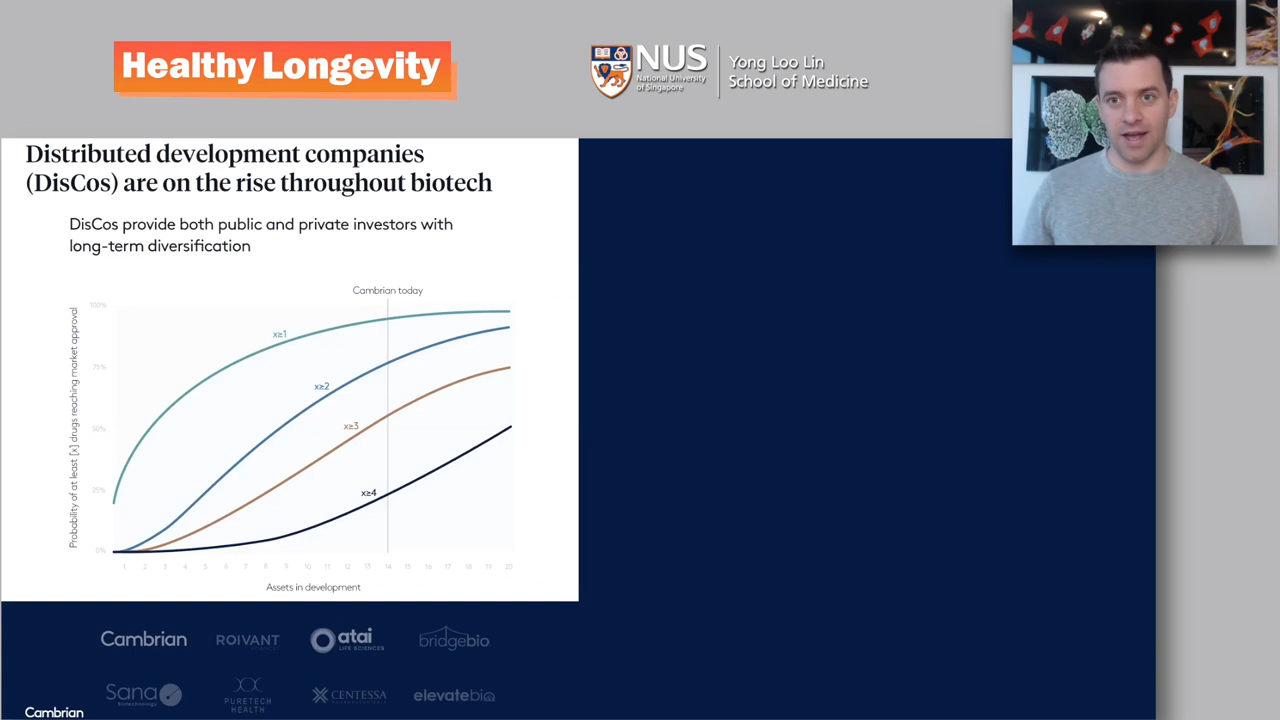 Healthy Longevity
NUS
National University
of Singapore
Yong Loo Lin
School of Medicine
Distributed development companies
(DisCos) are on the rise throughout biotech
DisCos provide both public and private investors with
long-term diversification
Cambrian today
Probability of at least [x] drugs reaching market approval
100%
75%
50%
25%
0%
x≥1
x≥2
x≥3
x≥4
1 2 3 4 5 6 7 8 9 10 11 12 13 14 15 16 17 18 19 20
Assets in development
Cambrian
ROIVANT
SCIENCES
atai
LIFE SCIENCES
bridgebio
Sana
Biotechnology
PURETECH
HEALTH
CENTESSA
elevatebio
Cambrian